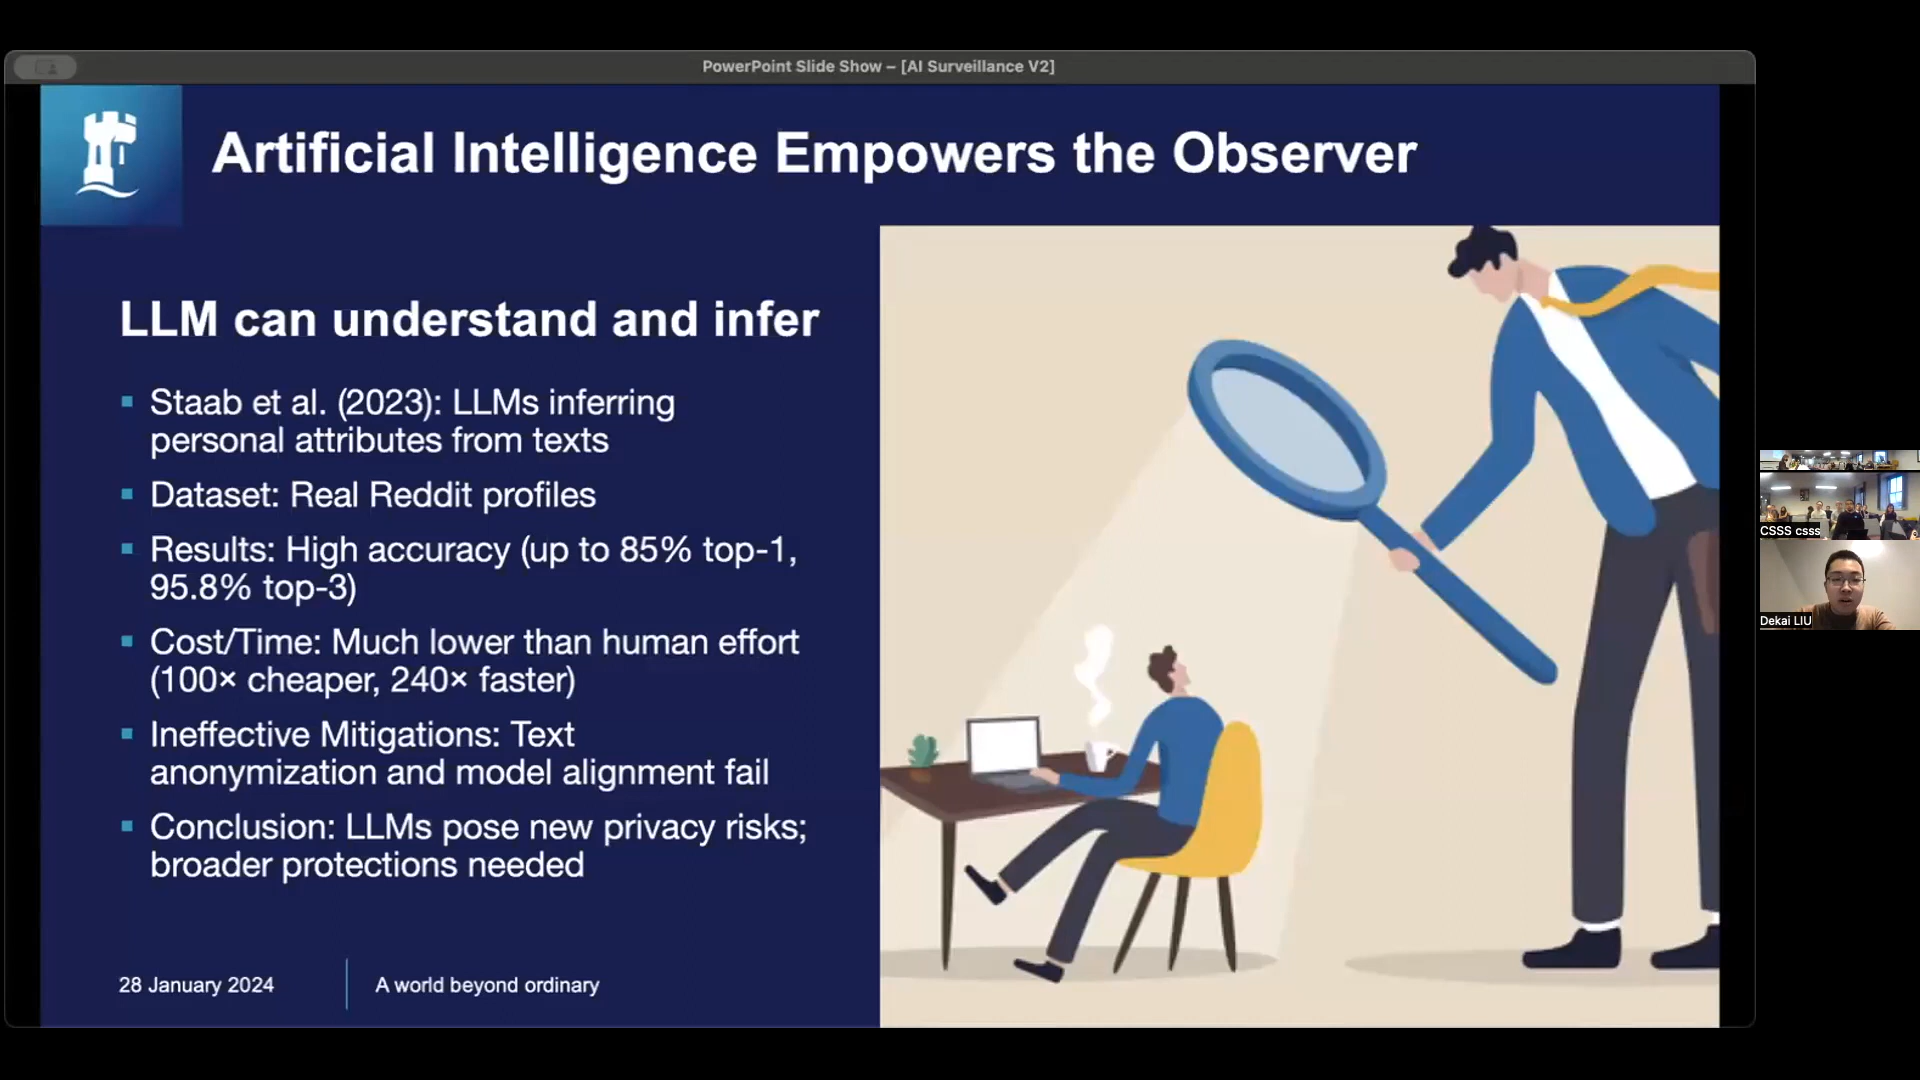 PowerPoint Slide Show – [AI Surveillance V2]
Artificial Intelligence Empowers the Observer
LLM can understand and infer
Staab et al. (2023): LLMs inferring
personal attributes from texts
Dataset: Real Reddit profiles
Results: High accuracy (up to 85% top-1,
95.8% top-3)
Cost/Time: Much lower than human effort
(100× cheaper, 240× faster)
Ineffective Mitigations: Text
anonymization and model alignment fail
Conclusion: LLMs pose new privacy risks;
broader protections needed
28 January 2024
A world beyond ordinary
CSSS csss
Dekai LIU